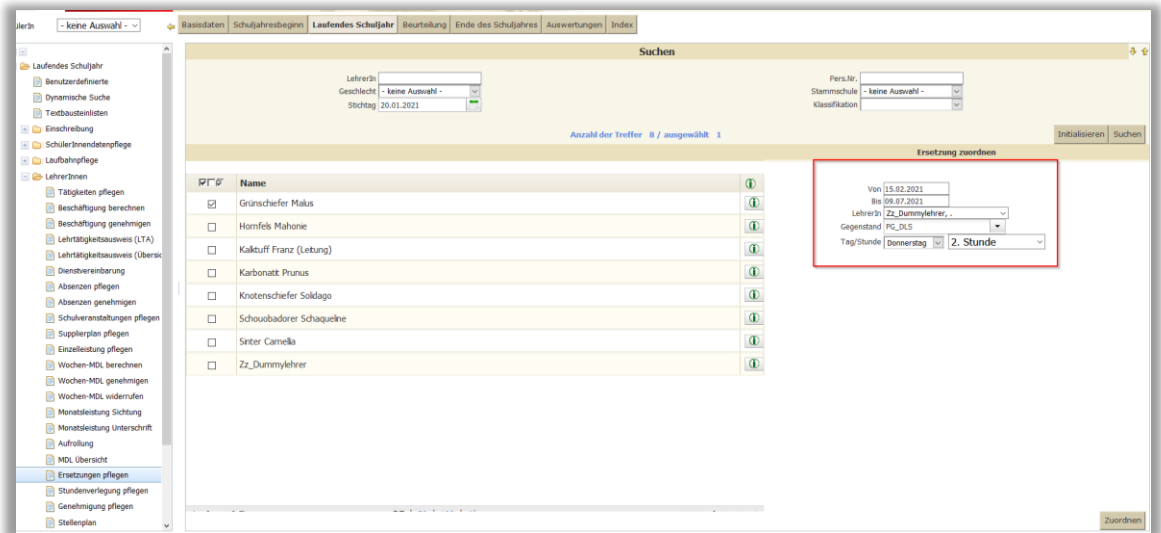 - keine Auswahl -
Basisdaten Schuljahresbeginn Laufendes Schuljahr Beurteilung Ende des Schuljahres Auswertungen Index
Suchen
LehrerIn
Geschlecht - keine Auswahl -
Stichtag 20.01.2021
Pers.Nr.
Stammschule - keine Auswahl -
Klassifikation
Anzahl der Treffer 8 / ausgewählt 1
Initialisieren Suchen
Laufendes Schuljahr
Benutzerdefinierte
Dynamische Suche
Textbausteinlisten
Einschreibung
SchülerInnendatenpflege
Laufbahnpflege
LehrerInnen
Tätigkeiten pflegen
Beschäftigung berechnen
Beschäftigung genehmigen
Lehrtätigkeitsausweis (LTA)
Lehrtätigkeitsausweis (Übersic
Dienstvereinbarung
Absenzen pflegen
Absenzen genehmigen
Schulveranstaltungen pflegen
Supplierplan pflegen
Einzelleistung pflegen
Wochen-MDL berechnen
Wochen-MDL genehmigen
Wochen-MDL widerrufen
Monatsleistung Sichtung
Monatsleistung Unterschrift
Aufrollung
MDL Übersicht
Ersetzungen pflegen
Stundenverlegung pflegen
Genehmigung pflegen
Stellenplan
Name
Grünschiefer Malus
Hornfels Mahonie
Kalktuff Franz (Leitung)
Karbonatit Prunus
Knotenschiefer Solidago
Schouobadorer Schaqueline
Sinter Camellia
Zz_Dummylehrer
Ersetzung zuordnen
Von 15.02.2021
Bis 09.07.2021
LehrerIn Zz_Dummylehrer, .
Gegenstand PG_DLS
Tag/Stunde Donnerstag 2. Stunde
Zuordnen